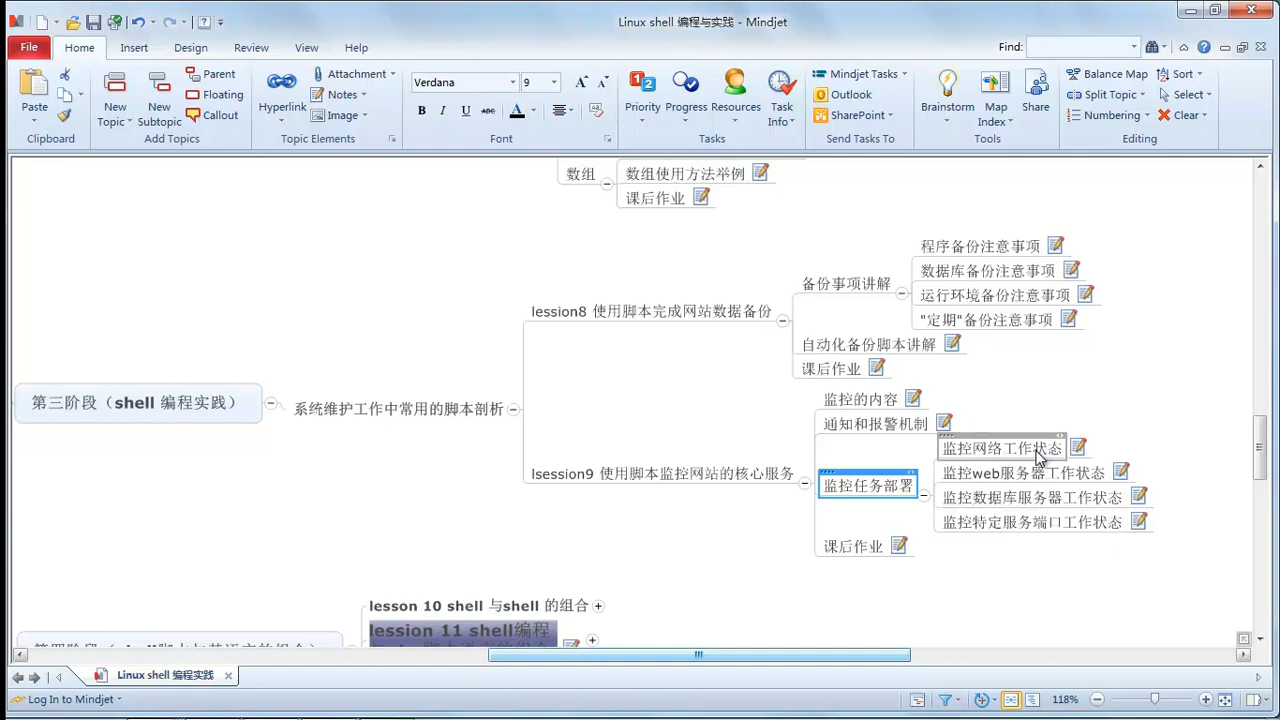 Linux shell 编程与实践 - Mindjet
File Home Insert Design Review View Help Find:
Paste
New Topic
New Subtopic
Parent
Floating
Callout
Hyperlink
Attachment
Notes
Image
Verdana 9
B I U abc A
Priority Progress Resources Task Info
Mindjet Tasks
Outlook
SharePoint
Brainstorm Map Index Share
Balance Map
Split Topic
Numbering
Sort
Select
Clear
Clipboard Add Topics Topic Elements Font Tasks Send Tasks To Tools Editing
数组
数组使用方法举例
课后作业
第三阶段（shell 编程实践）
系统维护工作中常用的脚本剖析
lession8 使用脚本完成网站数据备份
备份事项讲解
程序备份注意事项
数据库备份注意事项
运行环境备份注意事项
"定期"备份注意事项
自动化备份脚本讲解
课后作业
lsession9 使用脚本监控网站的核心服务
监控的内容
通知和报警机制
监控任务部署
监控网络工作状态
监控web服务器工作状态
监控数据库服务器工作状态
监控特定服务端口工作状态
课后作业
lesson 10 shell 与shell 的组合
lession 11 shell编程
Linux shell 编程实践
Log In to Mindjet
118%